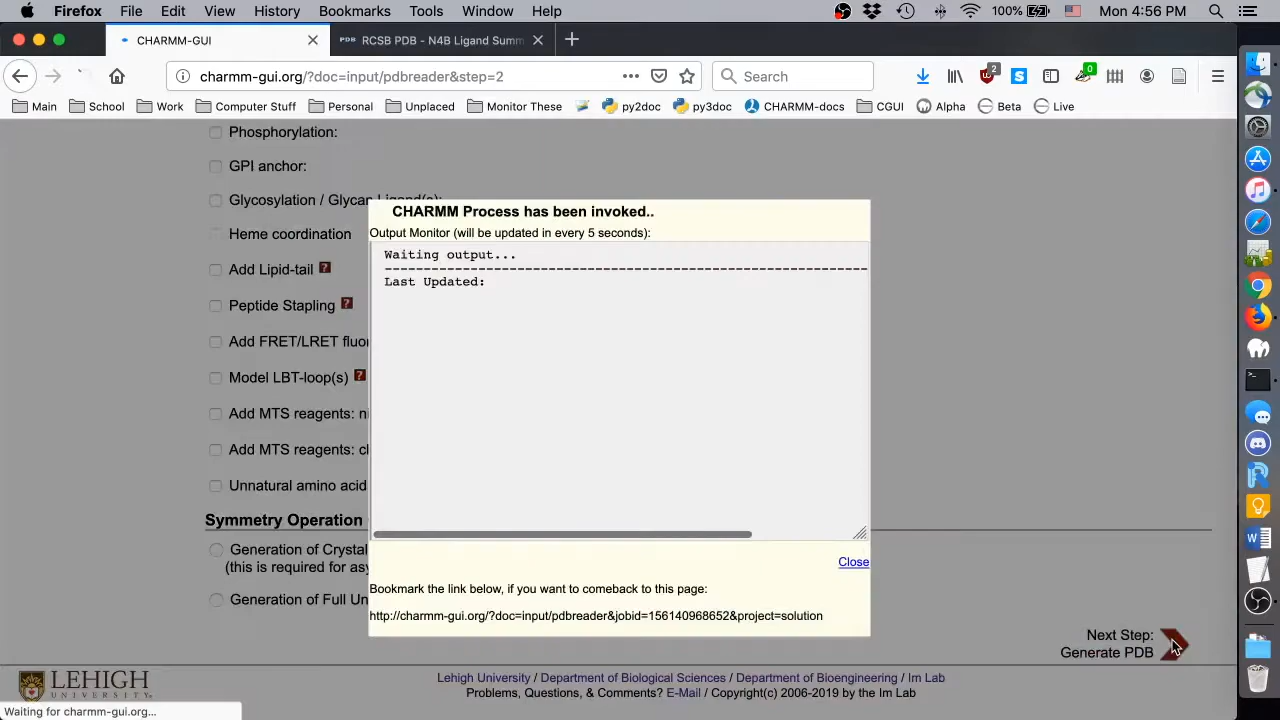 Firefox File Edit View History Bookmarks Tools Window Help 100% Mon 4:56 PM
CHARMM-GUI
PDB RCSB PDB - N4B Ligand Summ
charmm-gui.org/?doc=input/pdbreader&step=2
Search
2
0
Main School Work Computer Stuff Personal Unplaced Monitor These py2doc py3doc CHARMM-docs CGUI Alpha Beta Live
Phosphorylation:
GPI anchor:
Glycosylation / Glycan Ligand(s):
Heme coordination
Add Lipid-tail ?
Peptide Stapling ?
Add FRET/LRET fluor
Model LBT-loop(s) ?
Add MTS reagents: ni
Add MTS reagents: c
Unnatural amino acid
Symmetry Operation
Generation of Crystal
(this is required for as
Generation of Full Un
CHARMM Process has been invoked..
Output Monitor (will be updated in every 5 seconds):
Waiting output...
--------------------------------------------------------------
Last Updated:
Close
Bookmark the link below, if you want to comeback to this page:
http://charmm-gui.org/?doc=input/pdbreader&jobid=156140968652&project=solution
Next Step:
Generate PDB
LEHIGH
UNIVERSITY
Lehigh University / Department of Biological Sciences / Department of Bioengineering / Im Lab
Problems, Questions, & Comments? E-Mail / Copyright(c) 2006-2019 by the Im Lab
Waiting for charmm-gui.org...